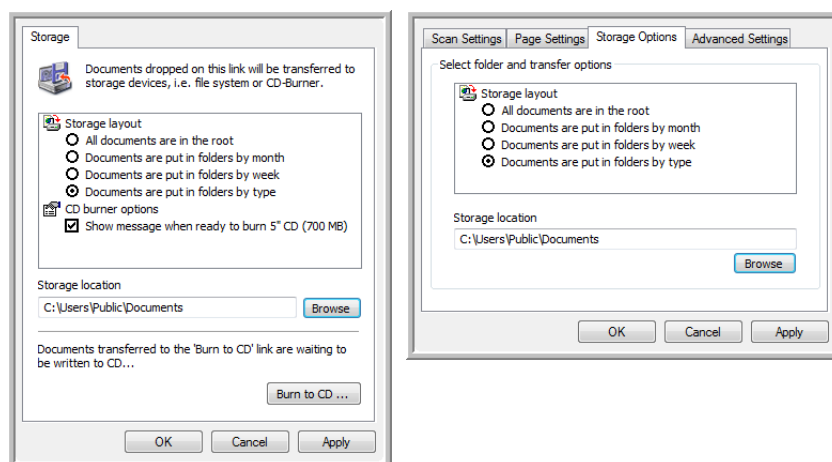 Storage
Documents dropped on this link will be transferred to
storage devices, i.e. file system or CD-Burner.
Storage layout
All documents are in the root
Documents are put in folders by month
Documents are put in folders by week
Documents are put in folders by type
CD burner options
Show message when ready to burn 5" CD (700 MB)
Storage location
C:\Users\Public\Documents
Browse
Documents transferred to the 'Burn to CD' link are waiting to
be written to CD...
Burn to CD ...
OK Cancel Apply
Scan Settings Page Settings Storage Options Advanced Settings
Select folder and transfer options
Storage layout
All documents are in the root
Documents are put in folders by month
Documents are put in folders by week
Documents are put in folders by type
Storage location
C:\Users\Public\Documents
Browse
OK Cancel Apply